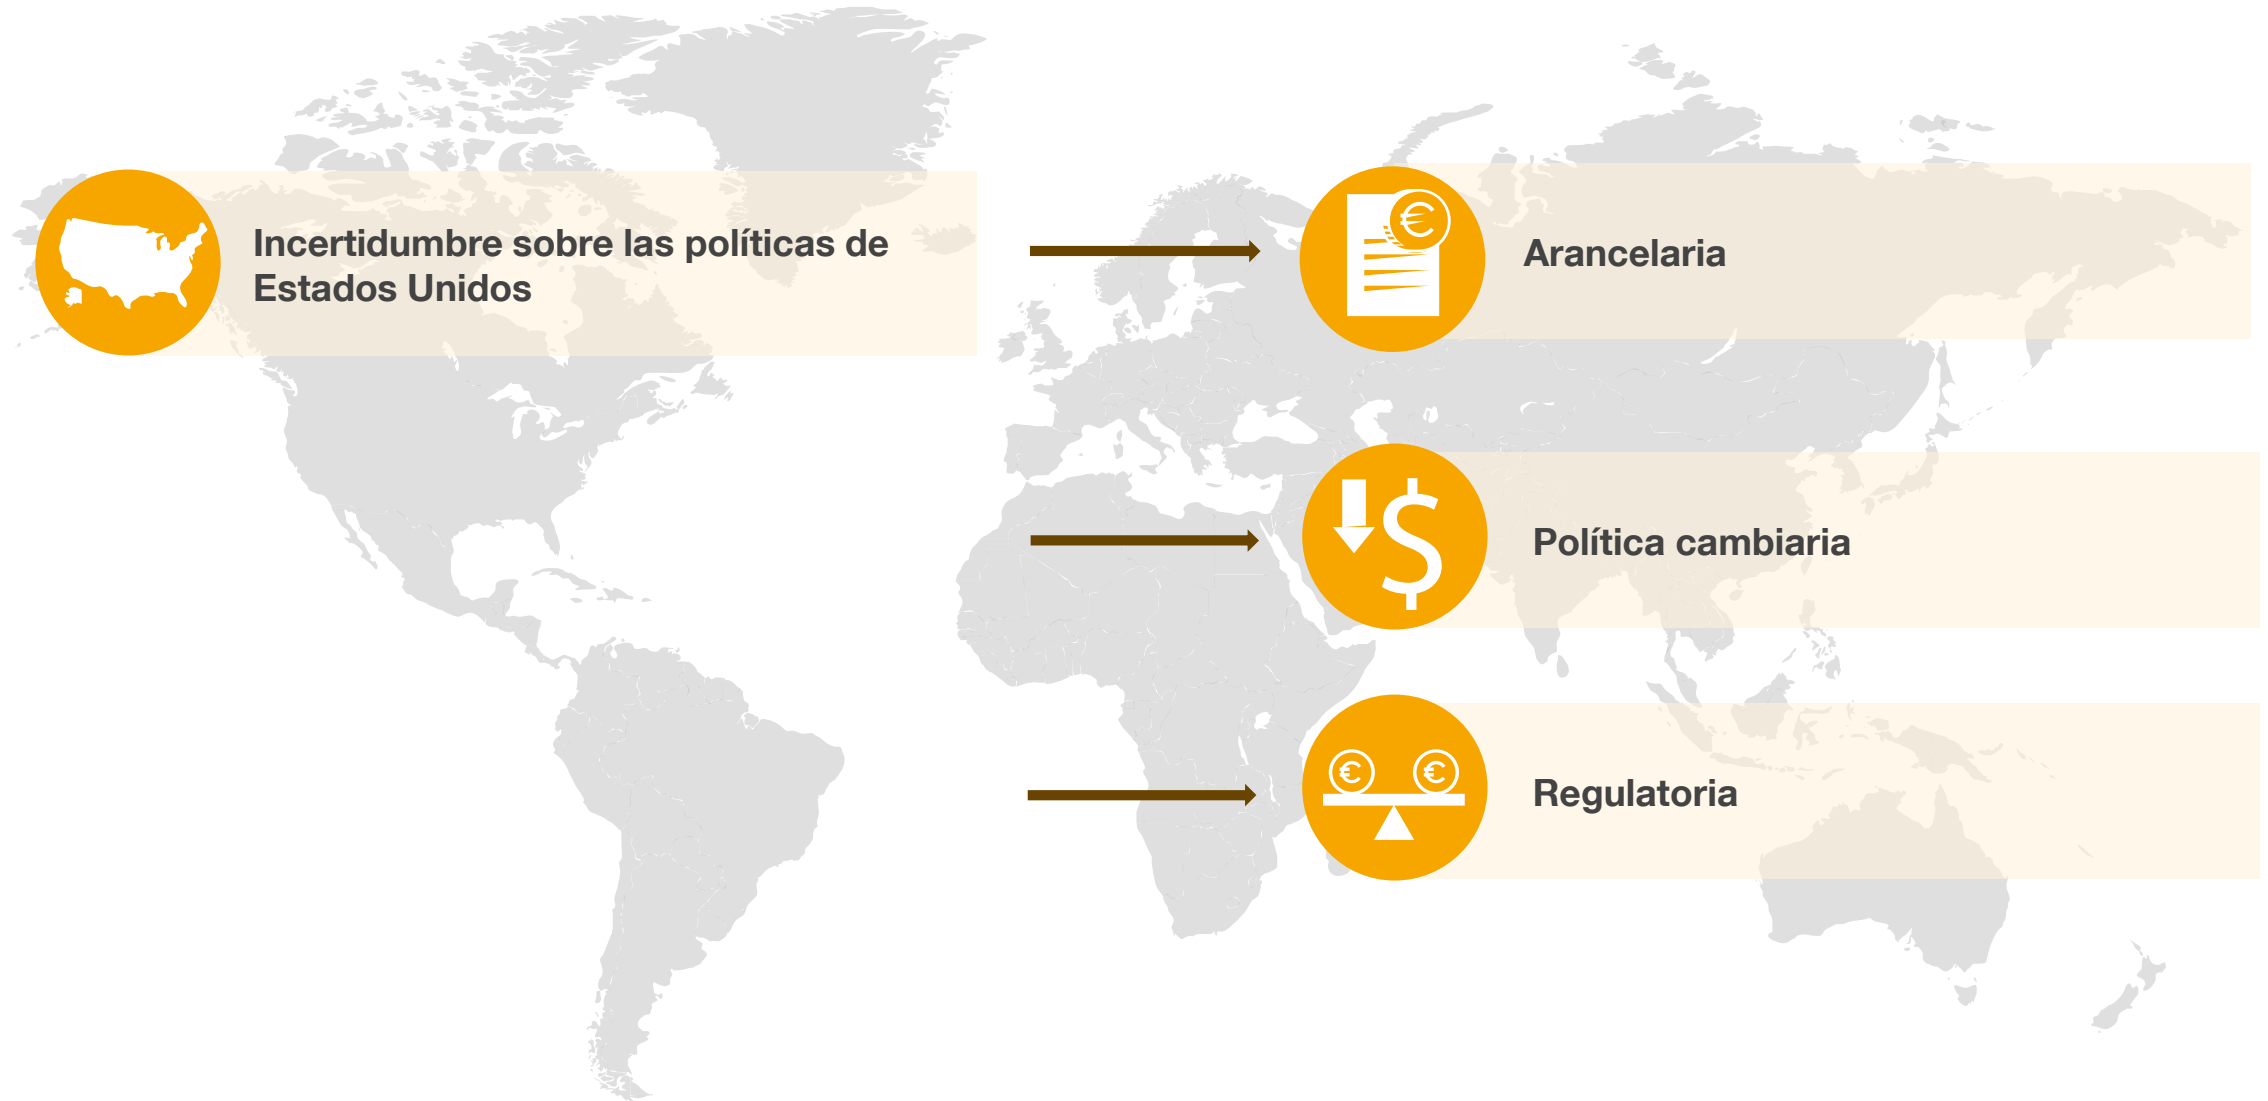 Incertidumbre sobre las políticas de
Estados Unidos
Arancelaria
Política cambiaria
Regulatoria